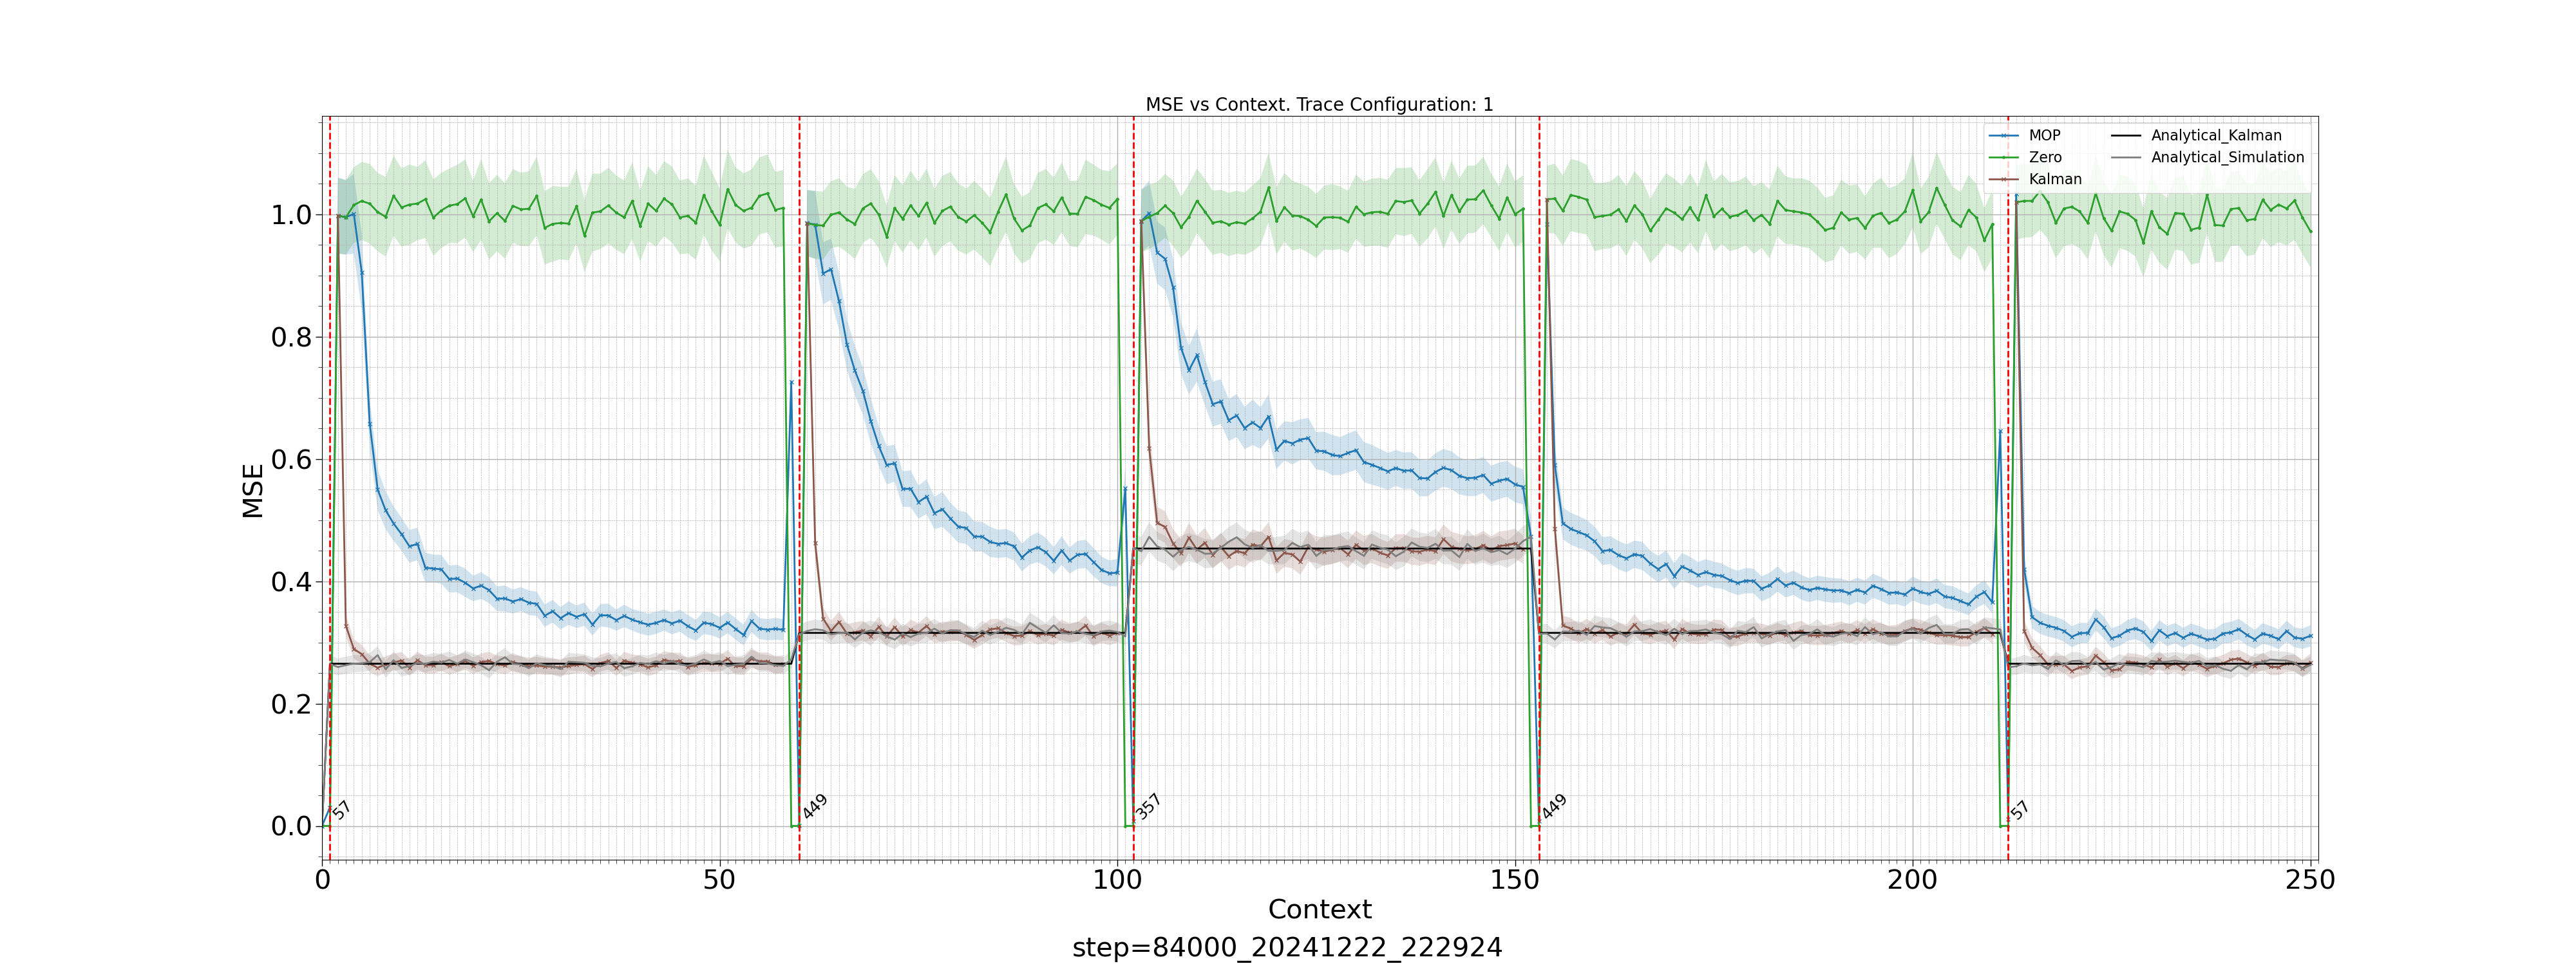 MSE vs Context. Trace Configuration: 1
MOP
Zero
Kalman
Analytical_Kalman
Analytical_Simulation
MSE
1.0
0.8
0.6
0.4
0.2
0.0
57
449
357
449
57
0
50
100
150
200
250
Context
step=84000_20241222_222924